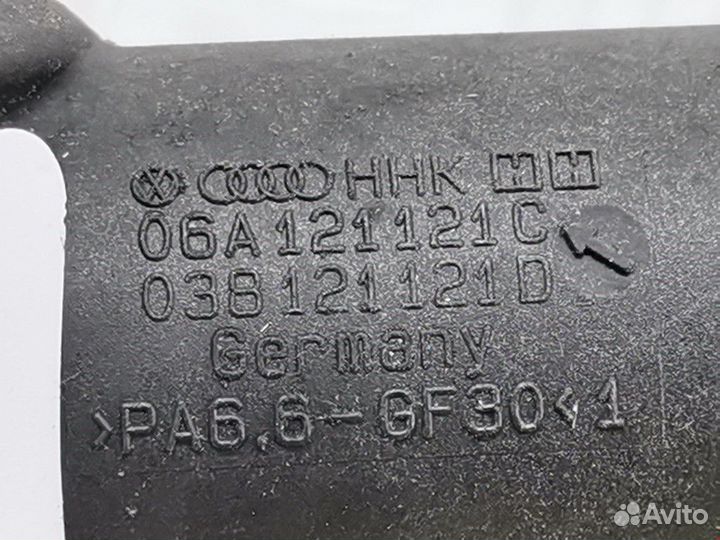 HHK
06A121121C
038121121D
Germany
>PA6.6-GF30<1
Avito